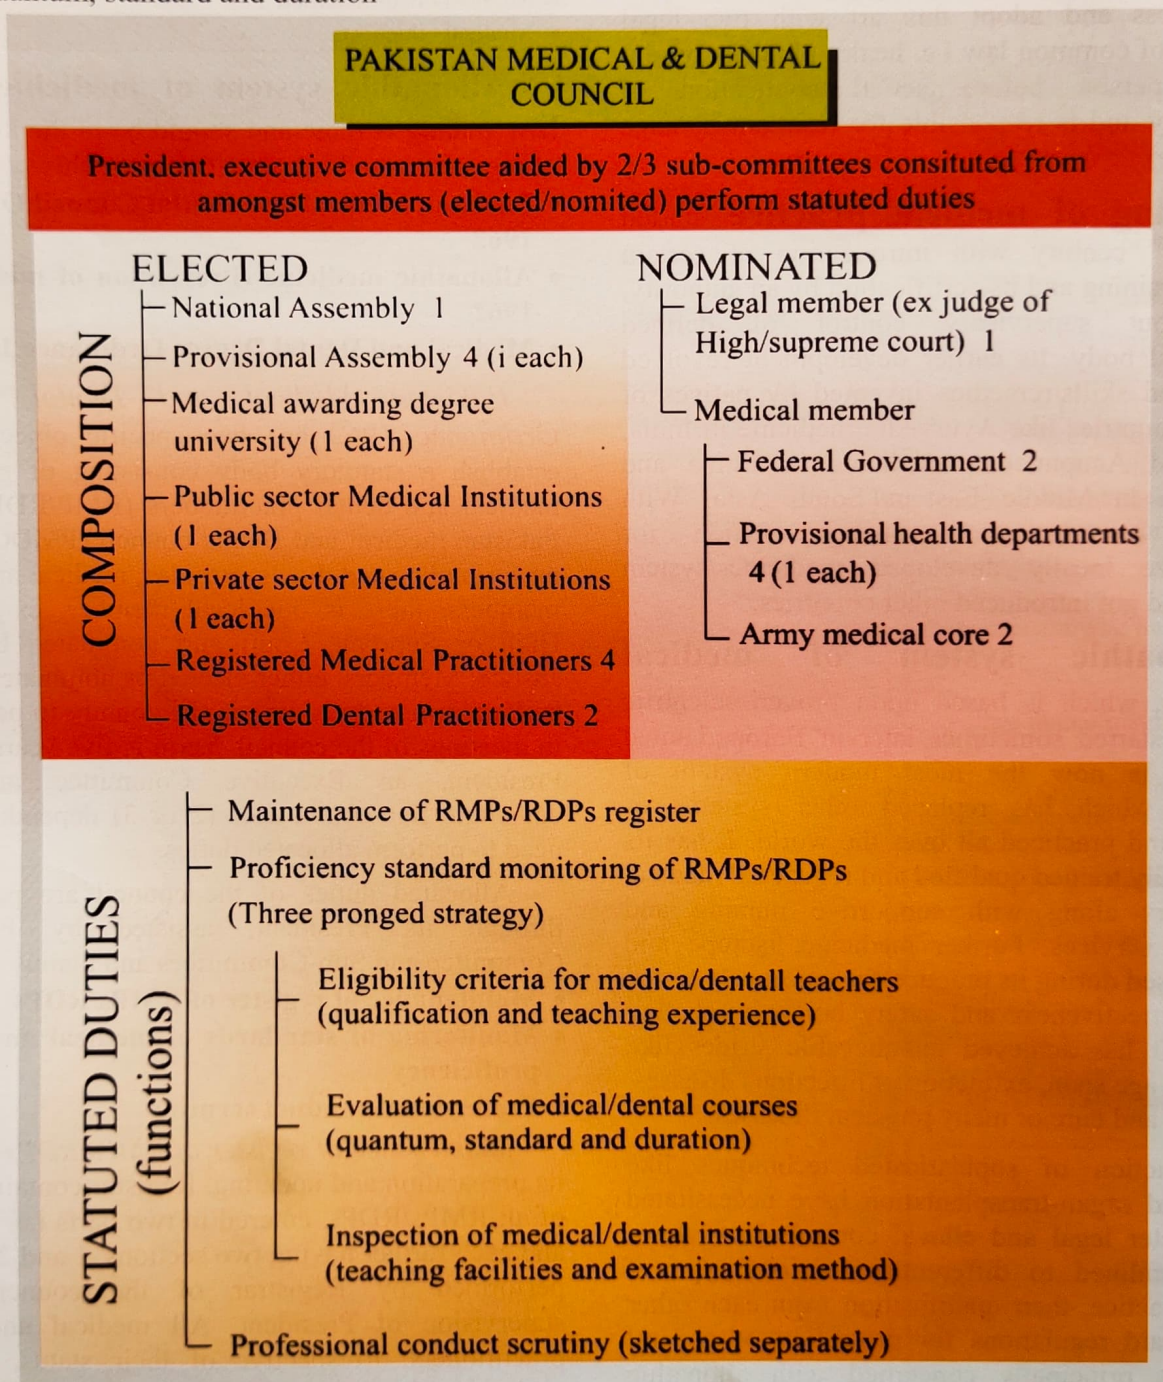 PAKISTAN MEDICAL & DENTAL
COUNCIL
President. executive committee aided by 2/3 sub-committees consituted from
amongst members (elected/nomited) perform statuted duties
COMPOSITION
ELECTED
National Assembly 1
Provisional Assembly 4 (i each)
Medical awarding degree
university (1 each)
Public sector Medical Institutions
(1 each)
Private sector Medical Institutions
(1 each)
Registered Medical Practitioners 4
Registered Dental Practitioners 2
NOMINATED
Legal member (ex judge of
High/supreme court) 1
Medical member
Federal Government 2
Provisional health departments
4 (1 each)
Army medical core 2
STATUTED DUTIES
(functions)
Maintenance of RMPs/RDPs register
Proficiency standard monitoring of RMPs/RDPs
(Three pronged strategy)
Eligibility criteria for medica/dentall teachers
(qualification and teaching experience)
Evaluation of medical/dental courses
(quantum, standard and duration)
Inspection of medical/dental institutions
(teaching facilities and examination method)
Professional conduct scrutiny (sketched separately)